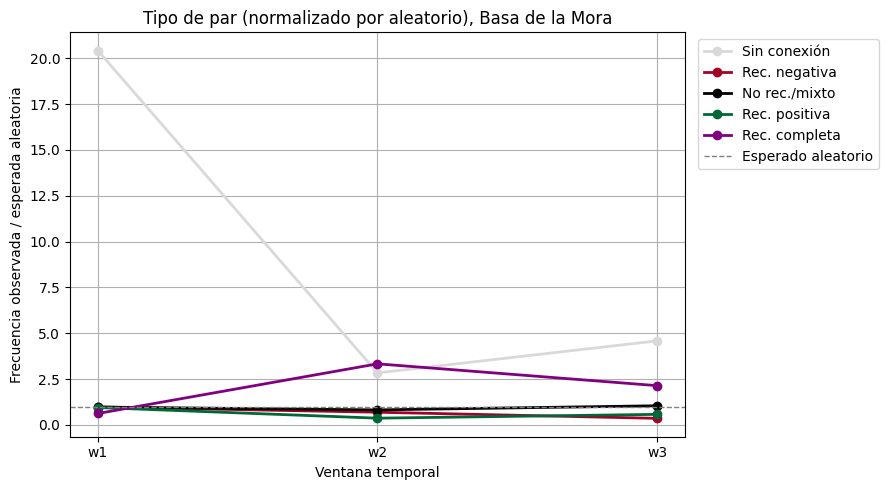 Tipo de par (normalizado por aleatorio), Basa de la Mora
Frecuencia observada / esperada aleatoria
20.0
17.5
15.0
12.5
10.0
7.5
5.0
2.5
0.0
w1
w2
w3
Ventana temporal
Sin conexión
Rec. negativa
No rec./mixto
Rec. positiva
Rec. completa
Esperado aleatorio